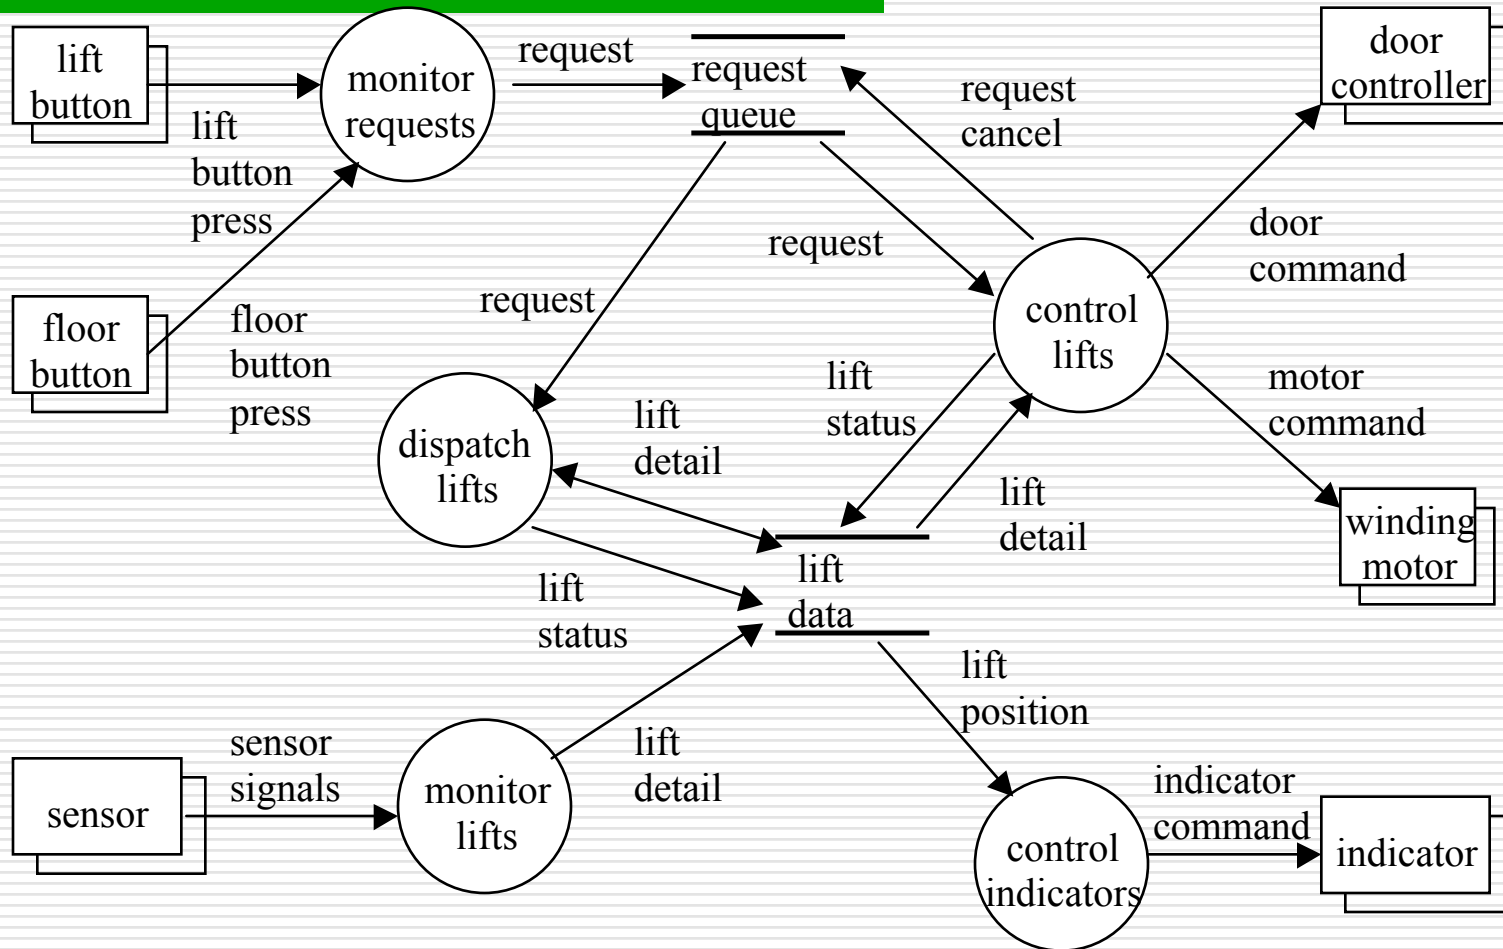 lift
button
lift
button
press
monitor
requests
request
request
queue
request
cancel
door
controller
door
command
floor
button
floor
button
press
request
request
control
lifts
dispatch
lifts
lift
detail
lift
status
lift
detail
motor
command
winding
motor
lift
status
lift
data
lift
position
sensor
sensor
signals
monitor
lifts
lift
detail
control
indicators
indicator
command
indicator